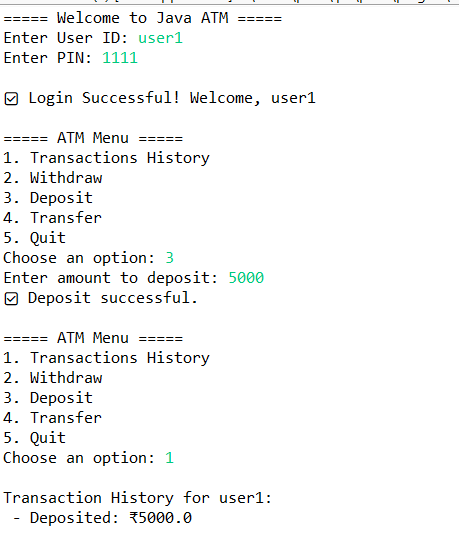 ===== Welcome to Java ATM =====
Enter User ID: user1
Enter PIN: 1111
☑ Login Successful! Welcome, user1
===== ATM Menu =====
1. Transactions History
2. Withdraw
3. Deposit
4. Transfer
5. Quit
Choose an option: 3
Enter amount to deposit: 5000
☑ Deposit successful.
===== ATM Menu =====
1. Transactions History
2. Withdraw
3. Deposit
4. Transfer
5. Quit
Choose an option: 1
Transaction History for user1:
- Deposited: ₹5000.0